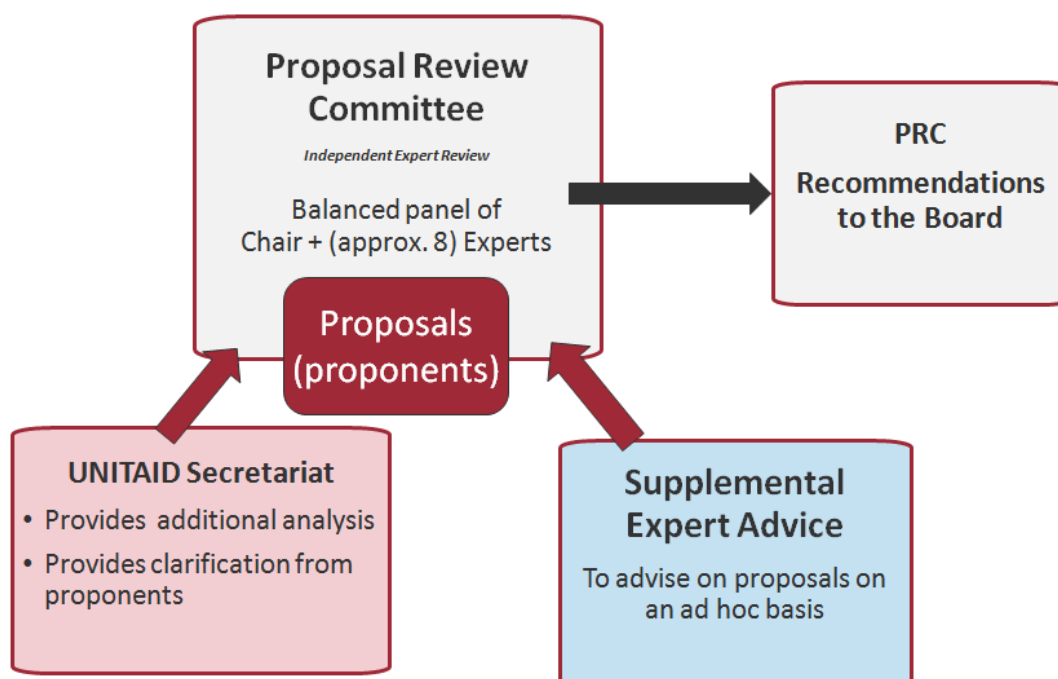 Proposal Review
Committee
Independent Expert Review
Balanced panel of
Chair + (approx. 8) Experts
Proposals
(proponents)
PRC
Recommendations
to the Board
UNITAID Secretariat
• Provides additional analysis
• Provides clarification from
proponents
Supplemental
Expert Advice
To advise on proposals on
an ad hoc basis